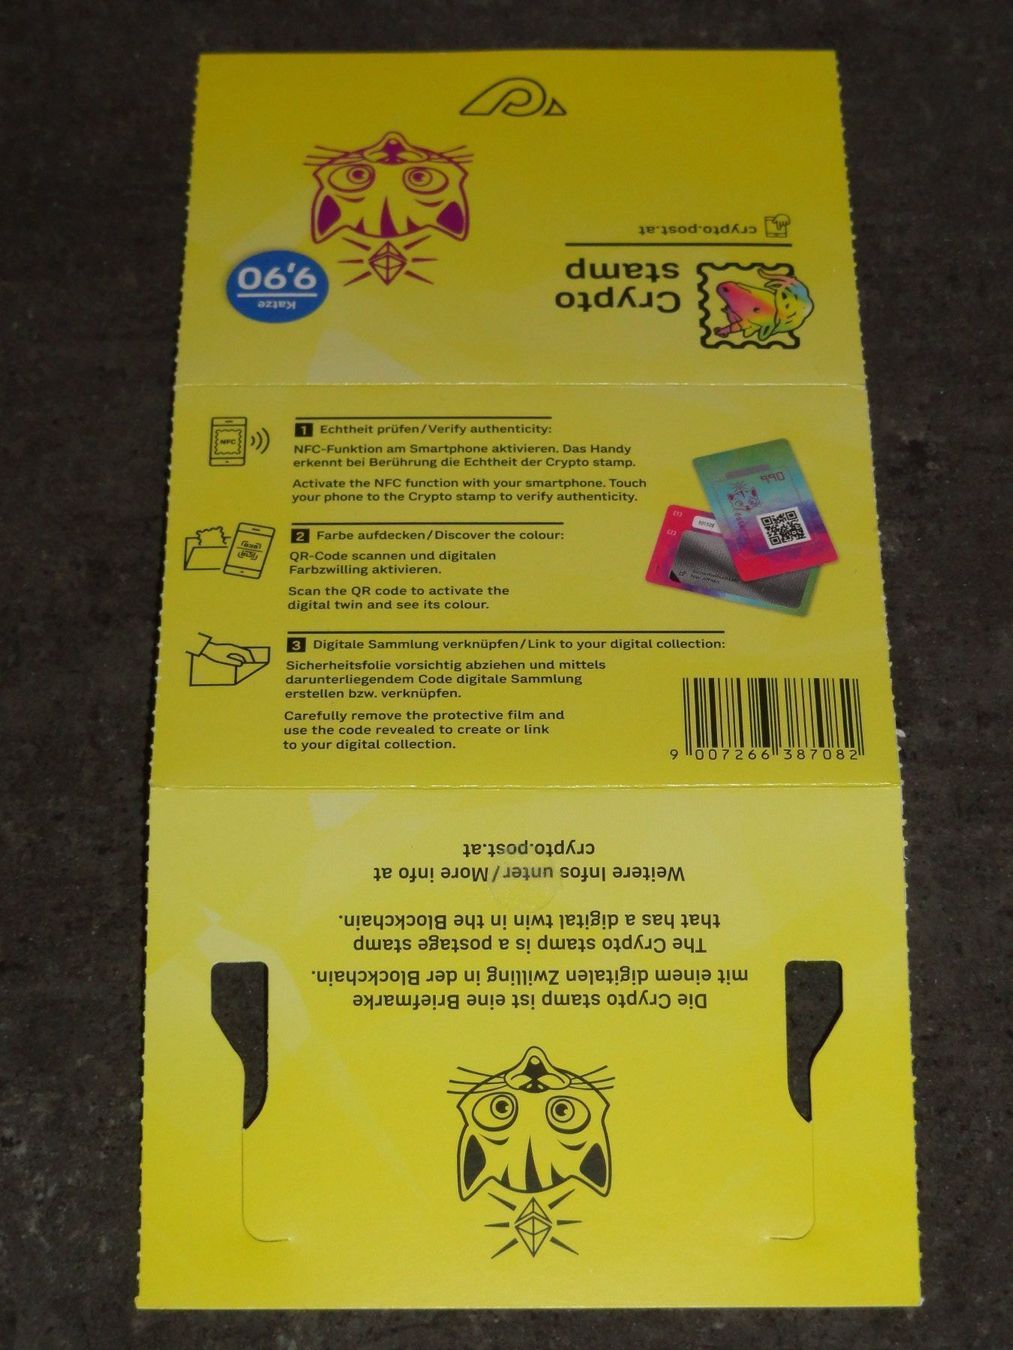 Crypto
stamp
crypto.post.at
Katze
9,90
NFC
1 Echtheit prüfen/Verify authenticity:
NFC-Funktion am Smartphone aktivieren. Das Handy
erkennt bei Berührung die Echtheit der Crypto stamp.
Activate the NFC function with your smartphone. Touch
your phone to the Crypto stamp to verify authenticity.
2 Farbe aufdecken/Discover the colour:
QR-Code scannen und digitalen
Farbzwilling aktivieren.
Scan the QR code to activate the
digital twin and see its colour.
990
3 Digitale Sammlung verknüpfen/Link to your digital collection:
Sicherheitsfolie vorsichtig abziehen und mittels
darunterliegendem Code digitale Sammlung
erstellen bzw. verknüpfen.
Carefully remove the protective film and
use the code revealed to create or link
to your digital collection.
9 007266 387082
Die Crypto stamp ist eine Briefmarke
mit einem digitalen Zwilling in der Blockchain.
The Crypto stamp is a postage stamp
that has a digital twin in the Blockchain.
Weitere Infos unter/More info at
crypto.post.at